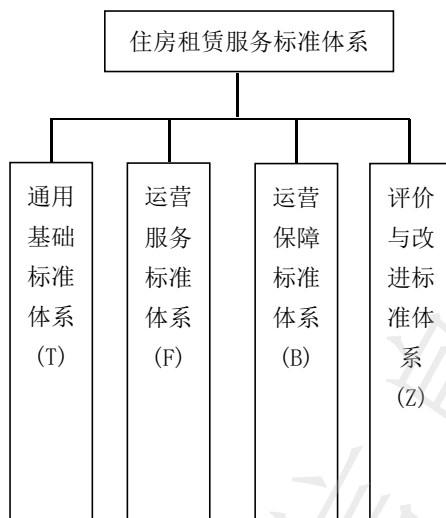 住房租赁服务标准体系
通用
基础
标准
体系
(T)
运营
服务
标准
体系
(F)
运营
保障
标准
体系
(B)
评价
与改
进标
准体
系
(Z)